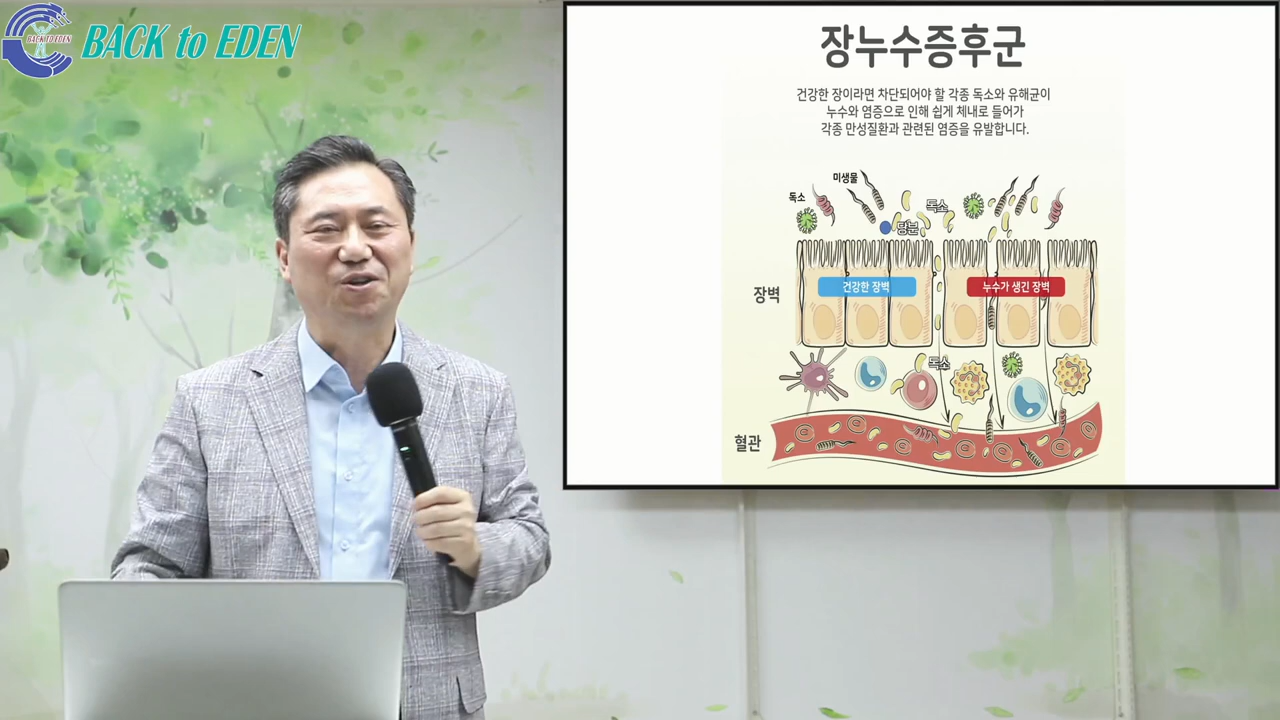 BACK TO EDEN
BACK to EDEN
장누수증후군
건강한 장이라면 차단되어야 할 각종 독소와 유해균이
누수와 염증으로 인해 쉽게 체내로 들어가
각종 만성질환과 관련된 염증을 유발합니다.
미생물
독소
독소
당분
장벽
건강한 장벽
누수가 생긴 장벽
독소
혈관